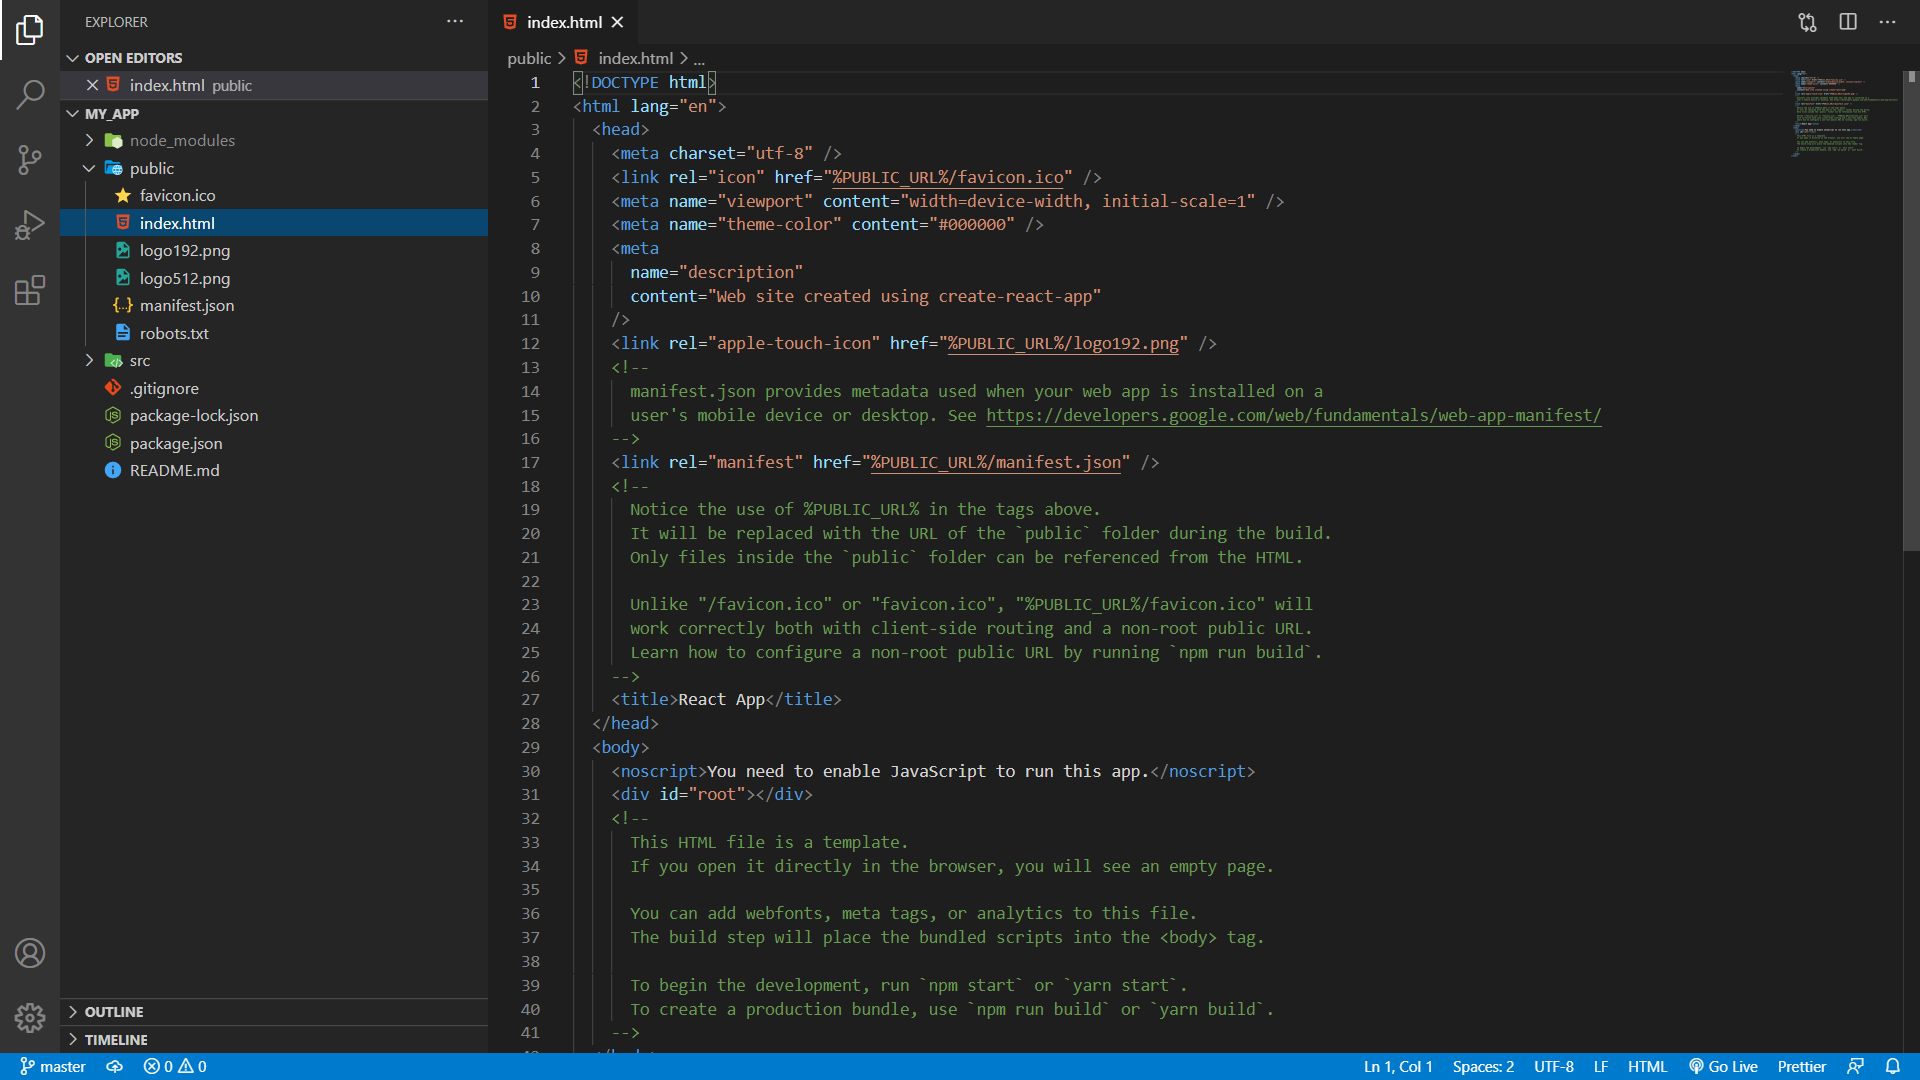 EXPLORER
OPEN EDITORS
index.html public
MY_APP
node_modules
public
favicon.ico
index.html
logo192.png
logo512.png
manifest.json
robots.txt
src
.gitignore
package-lock.json
package.json
README.md
OUTLINE
TIMELINE
index.html
public > index.html > ...
1 <!DOCTYPE html>
2 <html lang="en">
3 <head>
4 <meta charset="utf-8" />
5 <link rel="icon" href="%PUBLIC_URL%/favicon.ico" />
6 <meta name="viewport" content="width=device-width, initial-scale=1" />
7 <meta name="theme-color" content="#000000" />
8 <meta
9 name="description"
10 content="Web site created using create-react-app"
11 />
12 <link rel="apple-touch-icon" href="%PUBLIC_URL%/logo192.png" />
13 <!--
14 manifest.json provides metadata used when your web app is installed on a
15 user's mobile device or desktop. See https://developers.google.com/web/fundamentals/web-app-manifest/
16 -->
17 <link rel="manifest" href="%PUBLIC_URL%/manifest.json" />
18 <!--
19 Notice the use of %PUBLIC_URL% in the tags above.
20 It will be replaced with the URL of the `public` folder during the build.
21 Only files inside the `public` folder can be referenced from the HTML.
22
23 Unlike "/favicon.ico" or "favicon.ico", "%PUBLIC_URL%/favicon.ico" will
24 work correctly both with client-side routing and a non-root public URL.
25 Learn how to configure a non-root public URL by running `npm run build`.
26 -->
27 <title>React App</title>
28 </head>
29 <body>
30 <noscript>You need to enable JavaScript to run this app.</noscript>
31 <div id="root"></div>
32 <!--
33 This HTML file is a template.
34 If you open it directly in the browser, you will see an empty page.
35
36 You can add webfonts, meta tags, or analytics to this file.
37 The build step will place the bundled scripts into the <body> tag.
38
39 To begin the development, run `npm start` or `yarn start`.
40 To create a production bundle, use `npm run build` or `yarn build`.
41 -->
master 0 0 Ln 1, Col 1 Spaces: 2 UTF-8 LF HTML Go Live Prettier